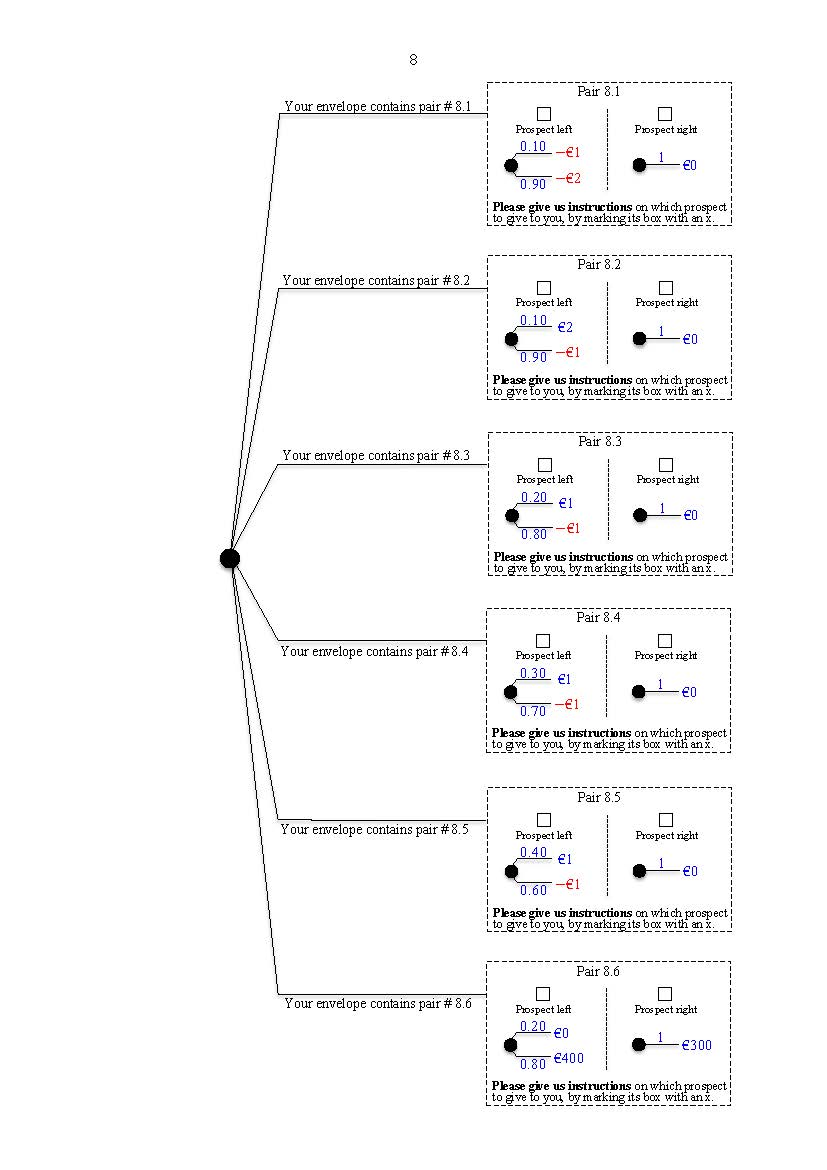 8
Your envelope contains pair # 8.1
Pair 8.1
Prospect left
Prospect right
0.10 −€1
0.90 −€2
1 €0
Please give us instructions on which prospect
to give to you, by marking its box with an x.
Your envelope contains pair # 8.2
Pair 8.2
Prospect left
Prospect right
0.10 €2
0.90 −€1
1 €0
Please give us instructions on which prospect
to give to you, by marking its box with an x.
Your envelope contains pair # 8.3
Pair 8.3
Prospect left
Prospect right
0.20 €1
0.80 −€1
1 €0
Please give us instructions on which prospect
to give to you, by marking its box with an x.
Your envelope contains pair # 8.4
Pair 8.4
Prospect left
Prospect right
0.30 €1
0.70 −€1
1 €0
Please give us instructions on which prospect
to give to you, by marking its box with an x.
Your envelope contains pair # 8.5
Pair 8.5
Prospect left
Prospect right
0.40 €1
0.60 −€1
1 €0
Please give us instructions on which prospect
to give to you, by marking its box with an x.
Your envelope contains pair # 8.6
Pair 8.6
Prospect left
Prospect right
0.20 €0
0.80 €400
1 €300
Please give us instructions on which prospect
to give to you, by marking its box with an x.